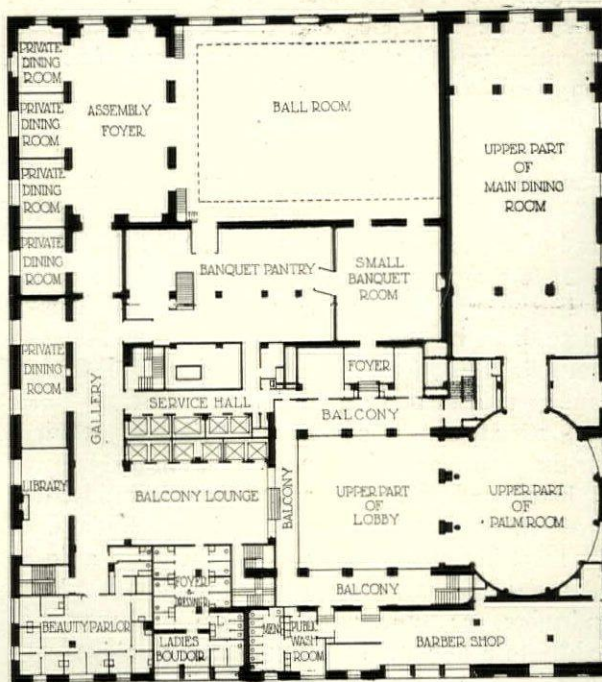 PRIVATE
DINING
ROOM
PRIVATE
DINING
ROOM
PRIVATE
DINING
ROOM
PRIVATE
DINING
ROOM
ASSEMBLY
FOYER
BALL ROOM
UPPER PART
OF
MAIN DINING
ROOM
BANQUET PANTRY
SMALL
BANQUET
ROOM
PRIVATE
DINING
ROOM
GALLERY
FOYER
SERVICE HALL
BALCONY
LIBRARY
BALCONY LOUNGE
BALCONY
UPPER PART
OF
LOBBY
UPPER PART
OF
PALM ROOM
FOYER
BALCONY
BEAUTY PARLOR
LADIES
BOUDOIR
MEN
PUBLIC
WASH
ROOM
BARBER SHOP